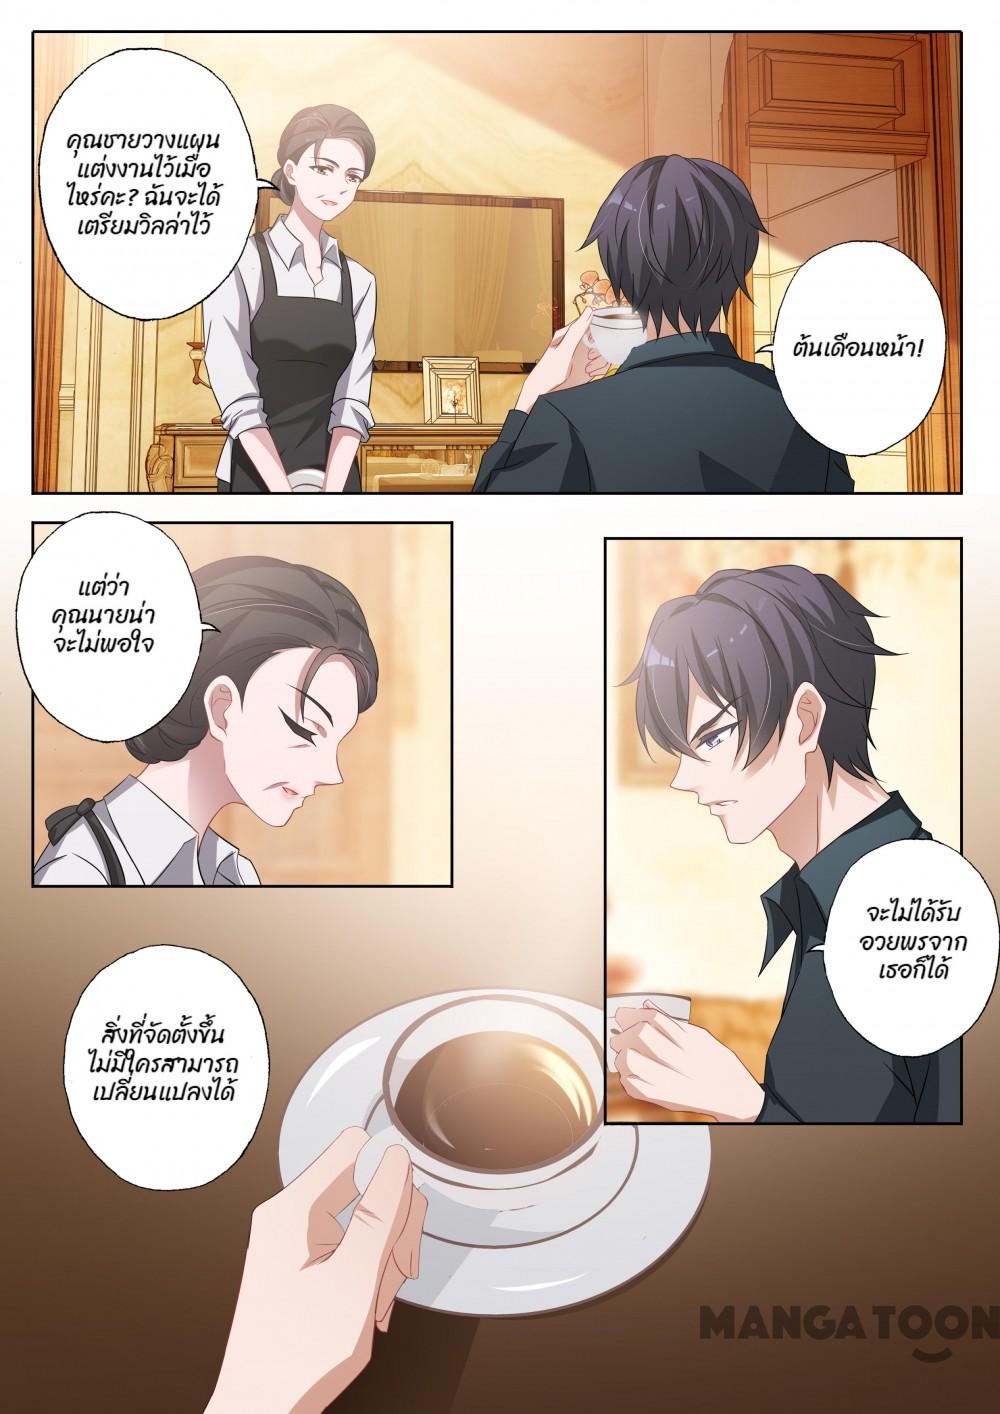 คุณชายวางแผน
แต่งงานไว้เมื่อ
ไหร่คะ? ฉันจะได้
เตรียมวิลล่าไว้
ต้นเดือนหน้า!
แต่ว่า
คุณนายน่า
จะไม่พอใจ
จะไม่ได้รับ
อวยพรจาก
เธอก็ได้
สิ่งที่จัดตั้งขึ้น
ไม่มีใครสามารถ
เปลี่ยนแปลงได้
MANGATOON